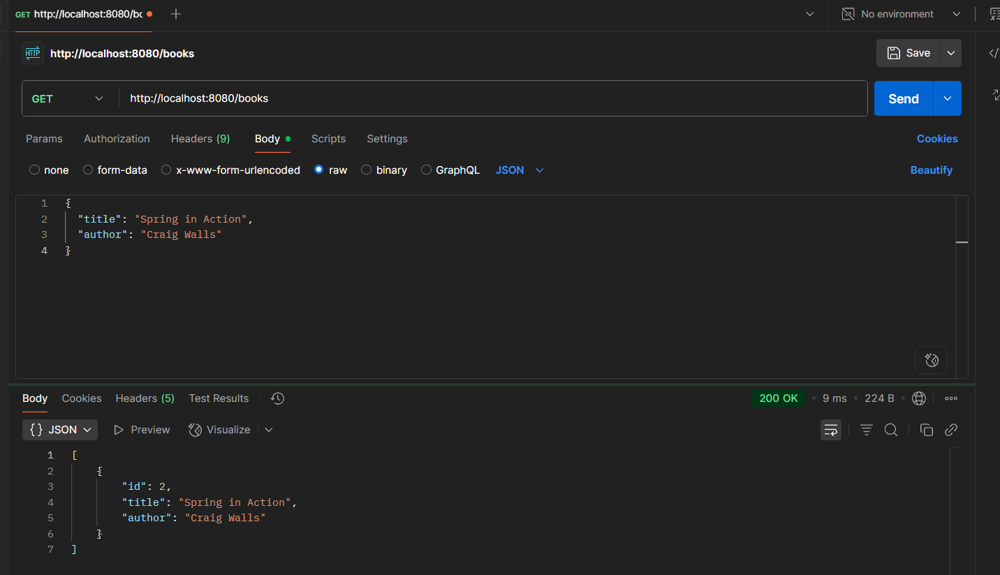 GET http://localhost:8080/bc
No environment
HTTP http://localhost:8080/books
Save
GET http://localhost:8080/books
Send
Params Authorization Headers (9) Body Scripts Settings Cookies
none form-data x-www-form-urlencoded raw binary GraphQL JSON Beautify
1 {
2 "title": "Spring in Action",
3 "author": "Craig Walls"
4 }
Body Cookies Headers (5) Test Results 200 OK • 9 ms • 224 B •
{} JSON Preview Visualize
1 [
2 {
3 "id": 2,
4 "title": "Spring in Action",
5 "author": "Craig Walls"
6 }
7 ]